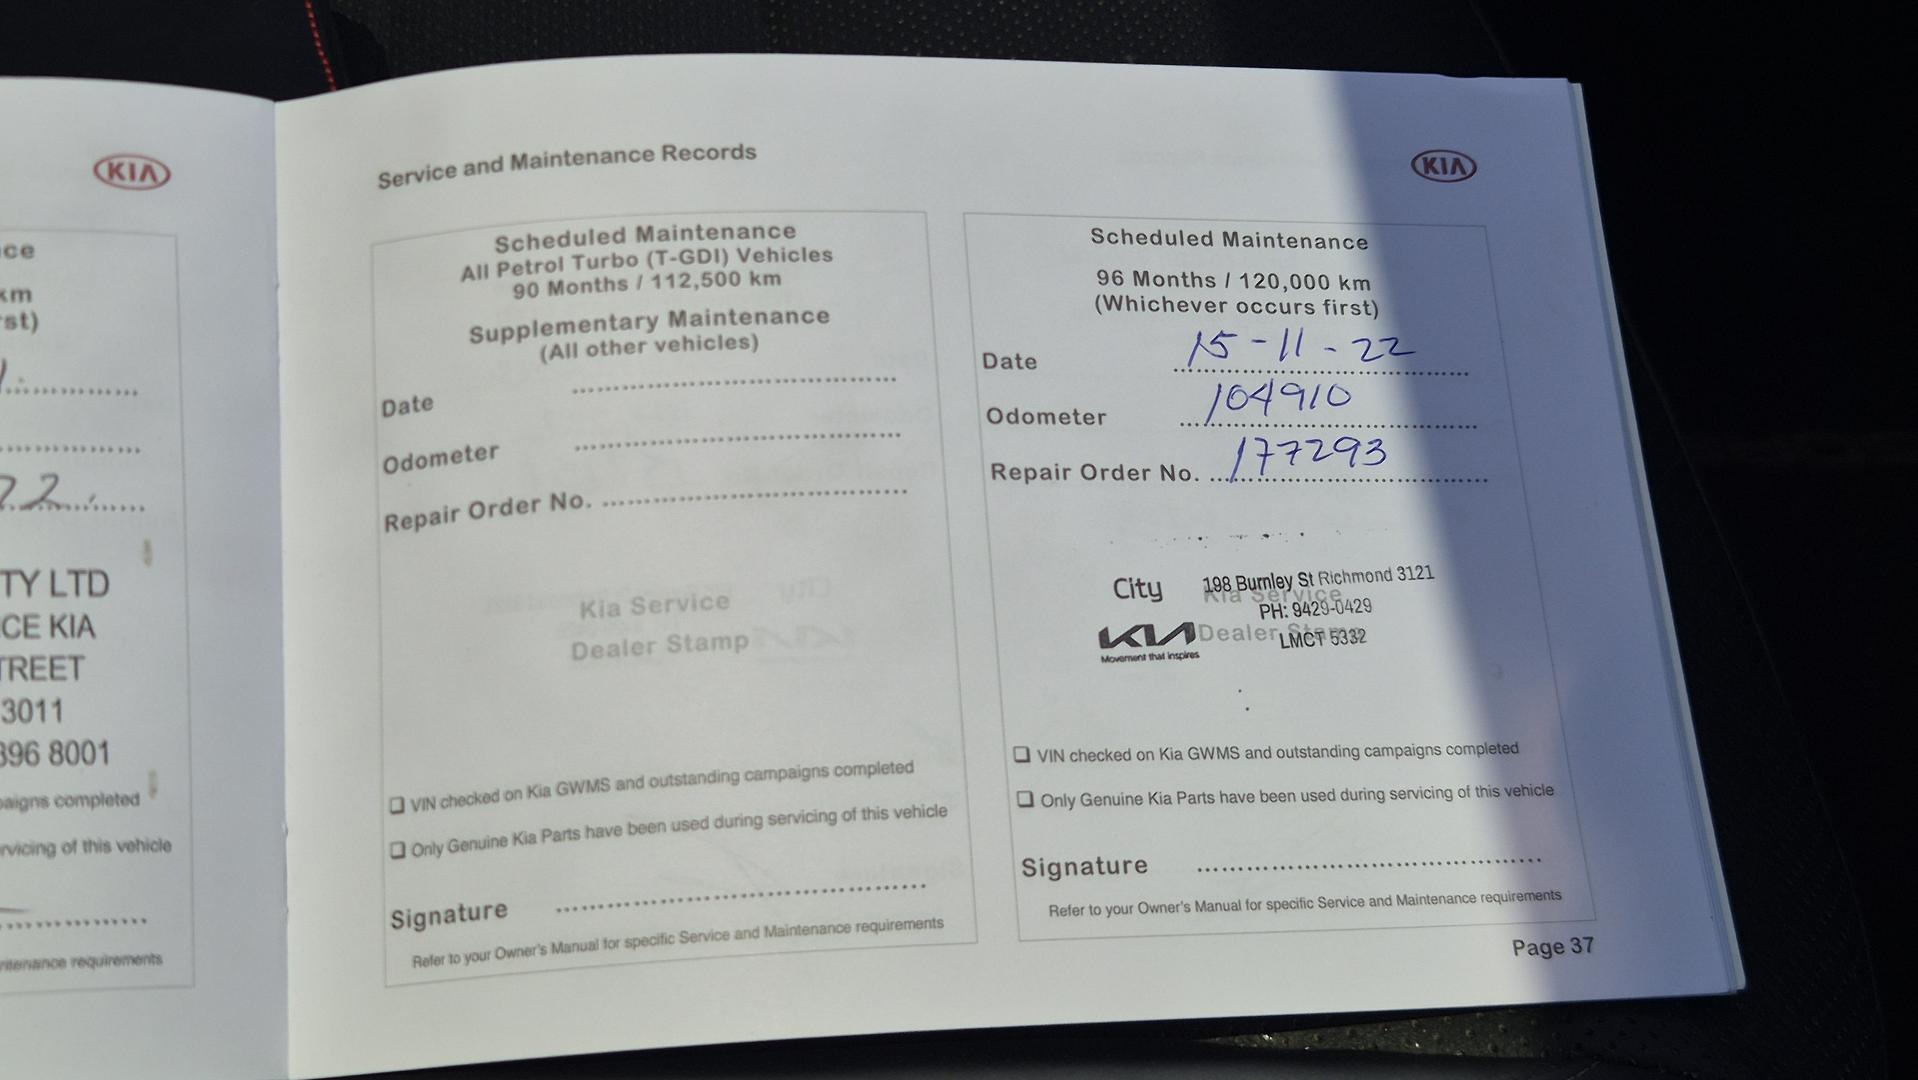 KIA
ce
km
st)
22
TY LTD
CE KIA
TREET
3011
396 8001
paigns completed
rvicing of this vehicle
ntenance requirements
Service and Maintenance Records
KIA
Scheduled Maintenance
All Petrol Turbo (T-GDI) Vehicles
90 Months / 112,500 km
Supplementary Maintenance
(All other vehicles)
Date
Odometer
Repair Order No.
Kia Service
Dealer Stamp
VIN checked on Kia GWMS and outstanding campaigns completed
Only Genuine Kia Parts have been used during servicing of this vehicle
Signature
Refer to your Owner's Manual for specific Service and Maintenance requirements
Scheduled Maintenance
96 Months / 120,000 km
(Whichever occurs first)
Date 15-11-22
Odometer 104910
Repair Order No. 177293
City 198 Burnley St Richmond 3121
Kia Service
PH: 9429-0429
KIA Dealer Stamp LMCT 5332
Movement that inspires
VIN checked on Kia GWMS and outstanding campaigns completed
Only Genuine Kia Parts have been used during servicing of this vehicle
Signature
Refer to your Owner's Manual for specific Service and Maintenance requirements
Page 37